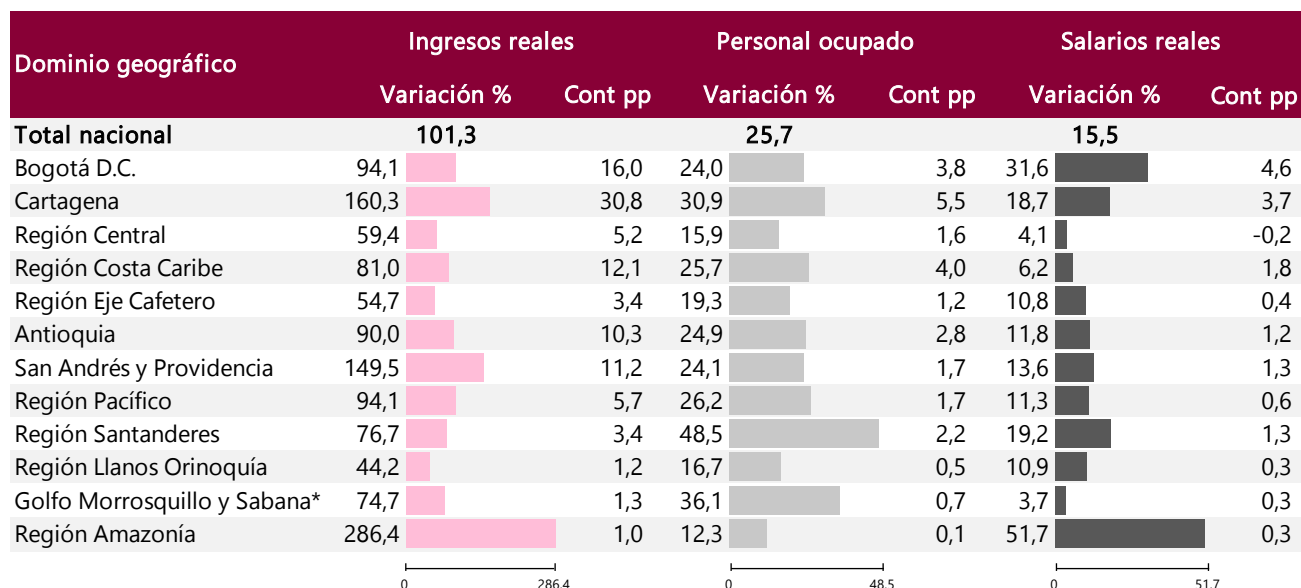 Dominio geográfico Ingresos reales Personal ocupado Salarios reales
Variación % Cont pp Variación % Cont pp Variación % Cont pp
Total nacional 101,3 25,7 15,5
Bogotá D.C. 94,1 16,0 24,0 3,8 31,6 4,6
Cartagena 160,3 30,8 30,9 5,5 18,7 3,7
Región Central 59,4 5,2 15,9 1,6 4,1 -0,2
Región Costa Caribe 81,0 12,1 25,7 4,0 6,2 1,8
Región Eje Cafetero 54,7 3,4 19,3 1,2 10,8 0,4
Antioquia 90,0 10,3 24,9 2,8 11,8 1,2
San Andrés y Providencia 149,5 11,2 24,1 1,7 13,6 1,3
Región Pacífico 94,1 5,7 26,2 1,7 11,3 0,6
Región Santanderes 76,7 3,4 48,5 2,2 19,2 1,3
Región Llanos Orinoquía 44,2 1,2 16,7 0,5 10,9 0,3
Golfo Morrosquillo y Sabana* 74,7 1,3 36,1 0,7 3,7 0,3
Región Amazonía 286,4 1,0 12,3 0,1 51,7 0,3
0 286.4 0 48.5 0 51.7